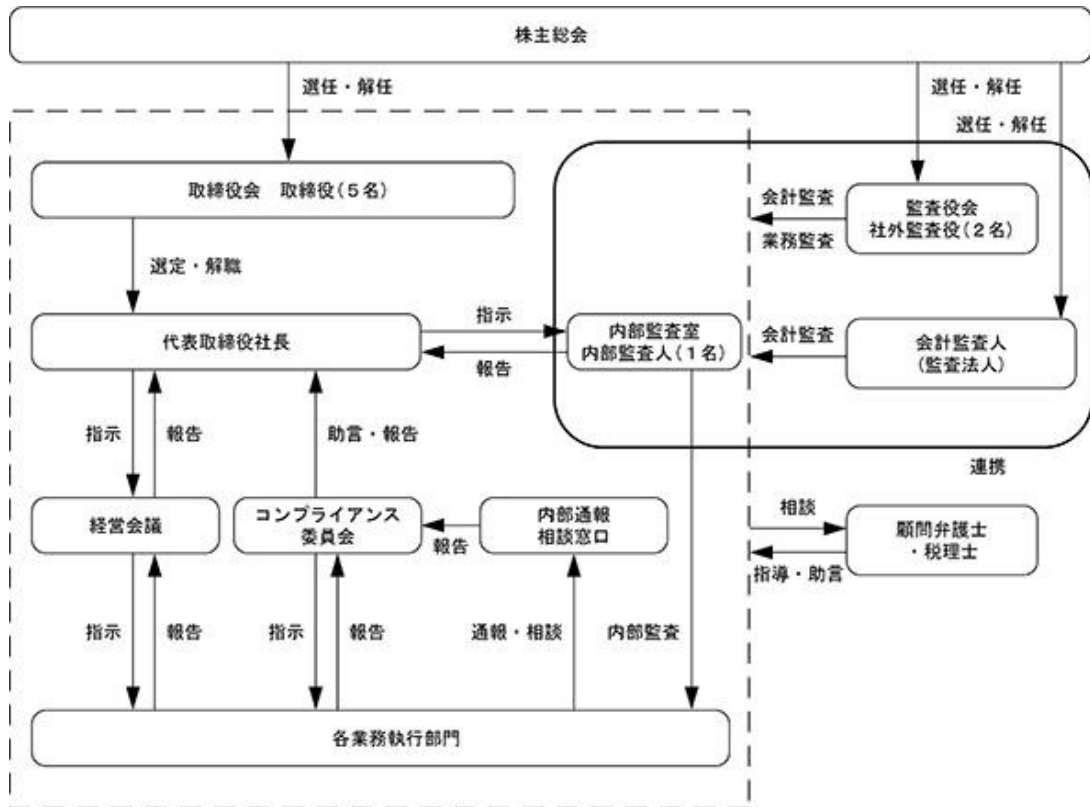 株主総会
選任・解任
選任・解任
選任・解任
取締役会　取締役(5名)
会計監査
業務監査
監査役会
社外監査役(2名)
選定・解職
代表取締役社長
指示
報告
内部監査室
内部監査人(1名)
会計監査
会計監査人
(監査法人)
指示
報告
助言・報告
連携
経営会議
コンプライアンス
委員会
報告
内部通報
相談窓口
相談
指導・助言
顧問弁護士
・税理士
指示
報告
指示
報告
通報・相談
内部監査
各業務執行部門